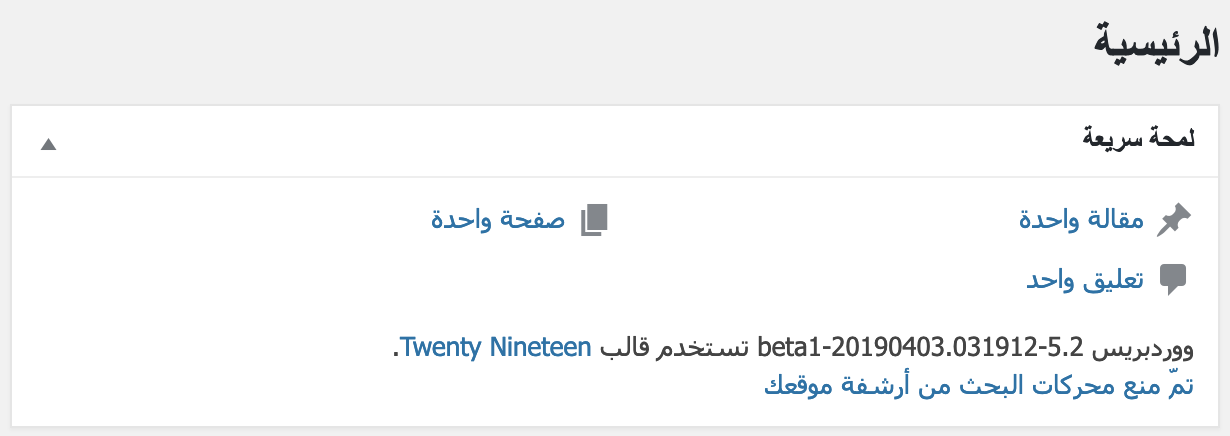 الرئيسية
لمحة سريعة
مقالة واحدة
صفحة واحدة
تعليق واحد
ووردبريس 5.2-beta1-20190403.031912 تستخدم قالب Twenty Nineteen.
تمّ منع محركات البحث من أرشفة موقعك